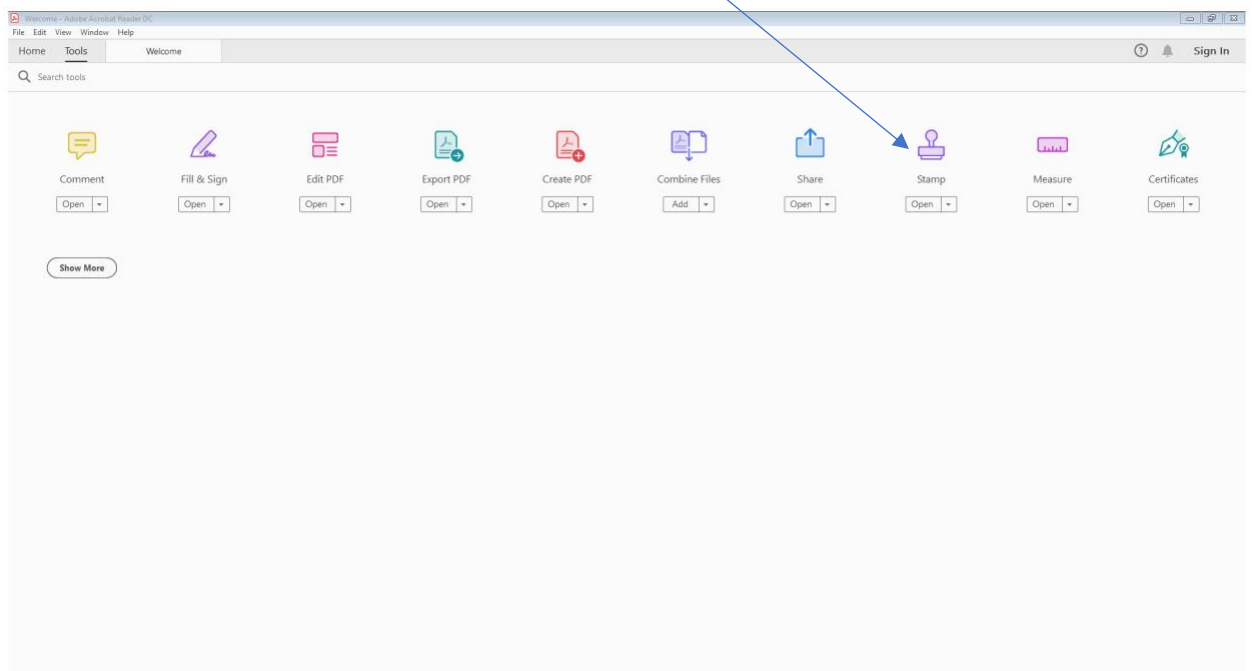 Welcome - Adobe Acrobat Reader DC
File Edit View Window Help
Home Tools Welcome Sign In
Search tools
Comment Fill & Sign Edit PDF Export PDF Create PDF Combine Files Share Stamp Measure Certificates
Open Open Open Open Open Add Open Open Open Open
Show More